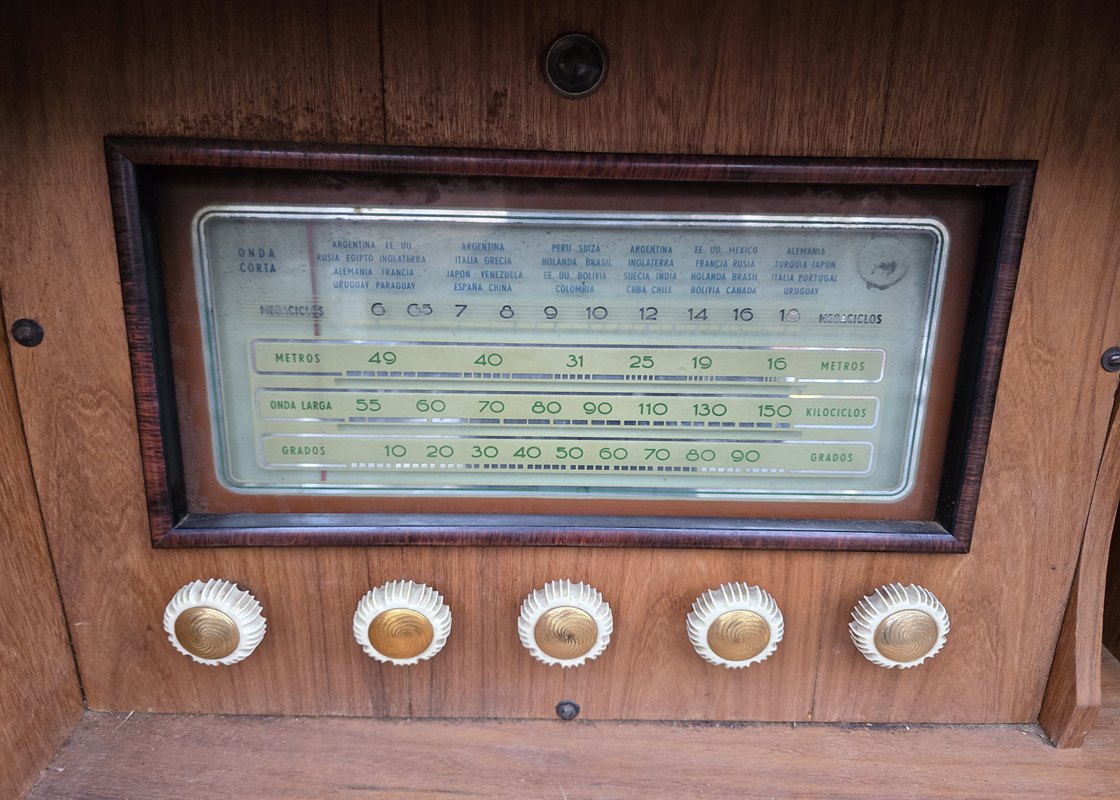 ONDA
CORTA
ARGENTINA EE. UU.
RUSIA EGIPTO INGLATERRA
ALEMANIA FRANCIA
URUGUAY PARAGUAY
ARGENTINA
ITALIA GRECIA
JAPON VENEZUELA
ESPAÑA CHINA
PERU SUIZA
HOLANDA BRASIL
EE. UU. BOLIVIA
COLOMBIA
ARGENTINA
INGLATERRA
SUECIA INDIA
CUBA CHILE
EE. UU. MEXICO
FRANCIA RUSIA
HOLANDA BRASIL
BOLIVIA CANADA
ALEMANIA
TURQUIA JAPON
ITALIA PORTUGAL
URUGUAY
MEGACICLOS 6 65 7 8 9 10 12 14 16 18 MEGACICLOS
METROS 49 40 31 25 19 16 METROS
ONDA LARGA 55 60 70 80 90 110 130 150 KILOCICLOS
GRADOS 10 20 30 40 50 60 70 80 90 GRADOS